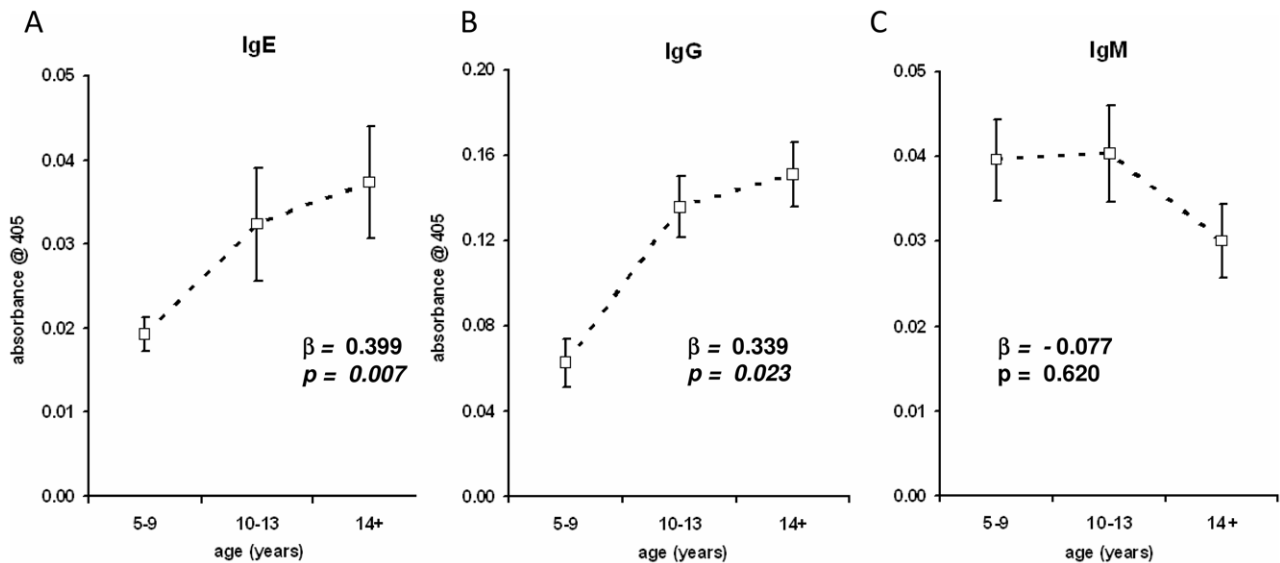 A
IgE
0.05
0.04
0.03
0.02
0.01
0.00
absorbance @ 405
β = 0.399
p = 0.007
5-9
10-13
14+
age (years)
B
IgG
0.20
0.16
0.12
0.08
0.04
0.00
absorbance @ 405
β = 0.339
p = 0.023
5-9
10-13
14+
age (years)
C
IgM
0.05
0.04
0.03
0.02
0.01
0.00
β = - 0.077
p = 0.620
5-9
10-13
14+
age (years)